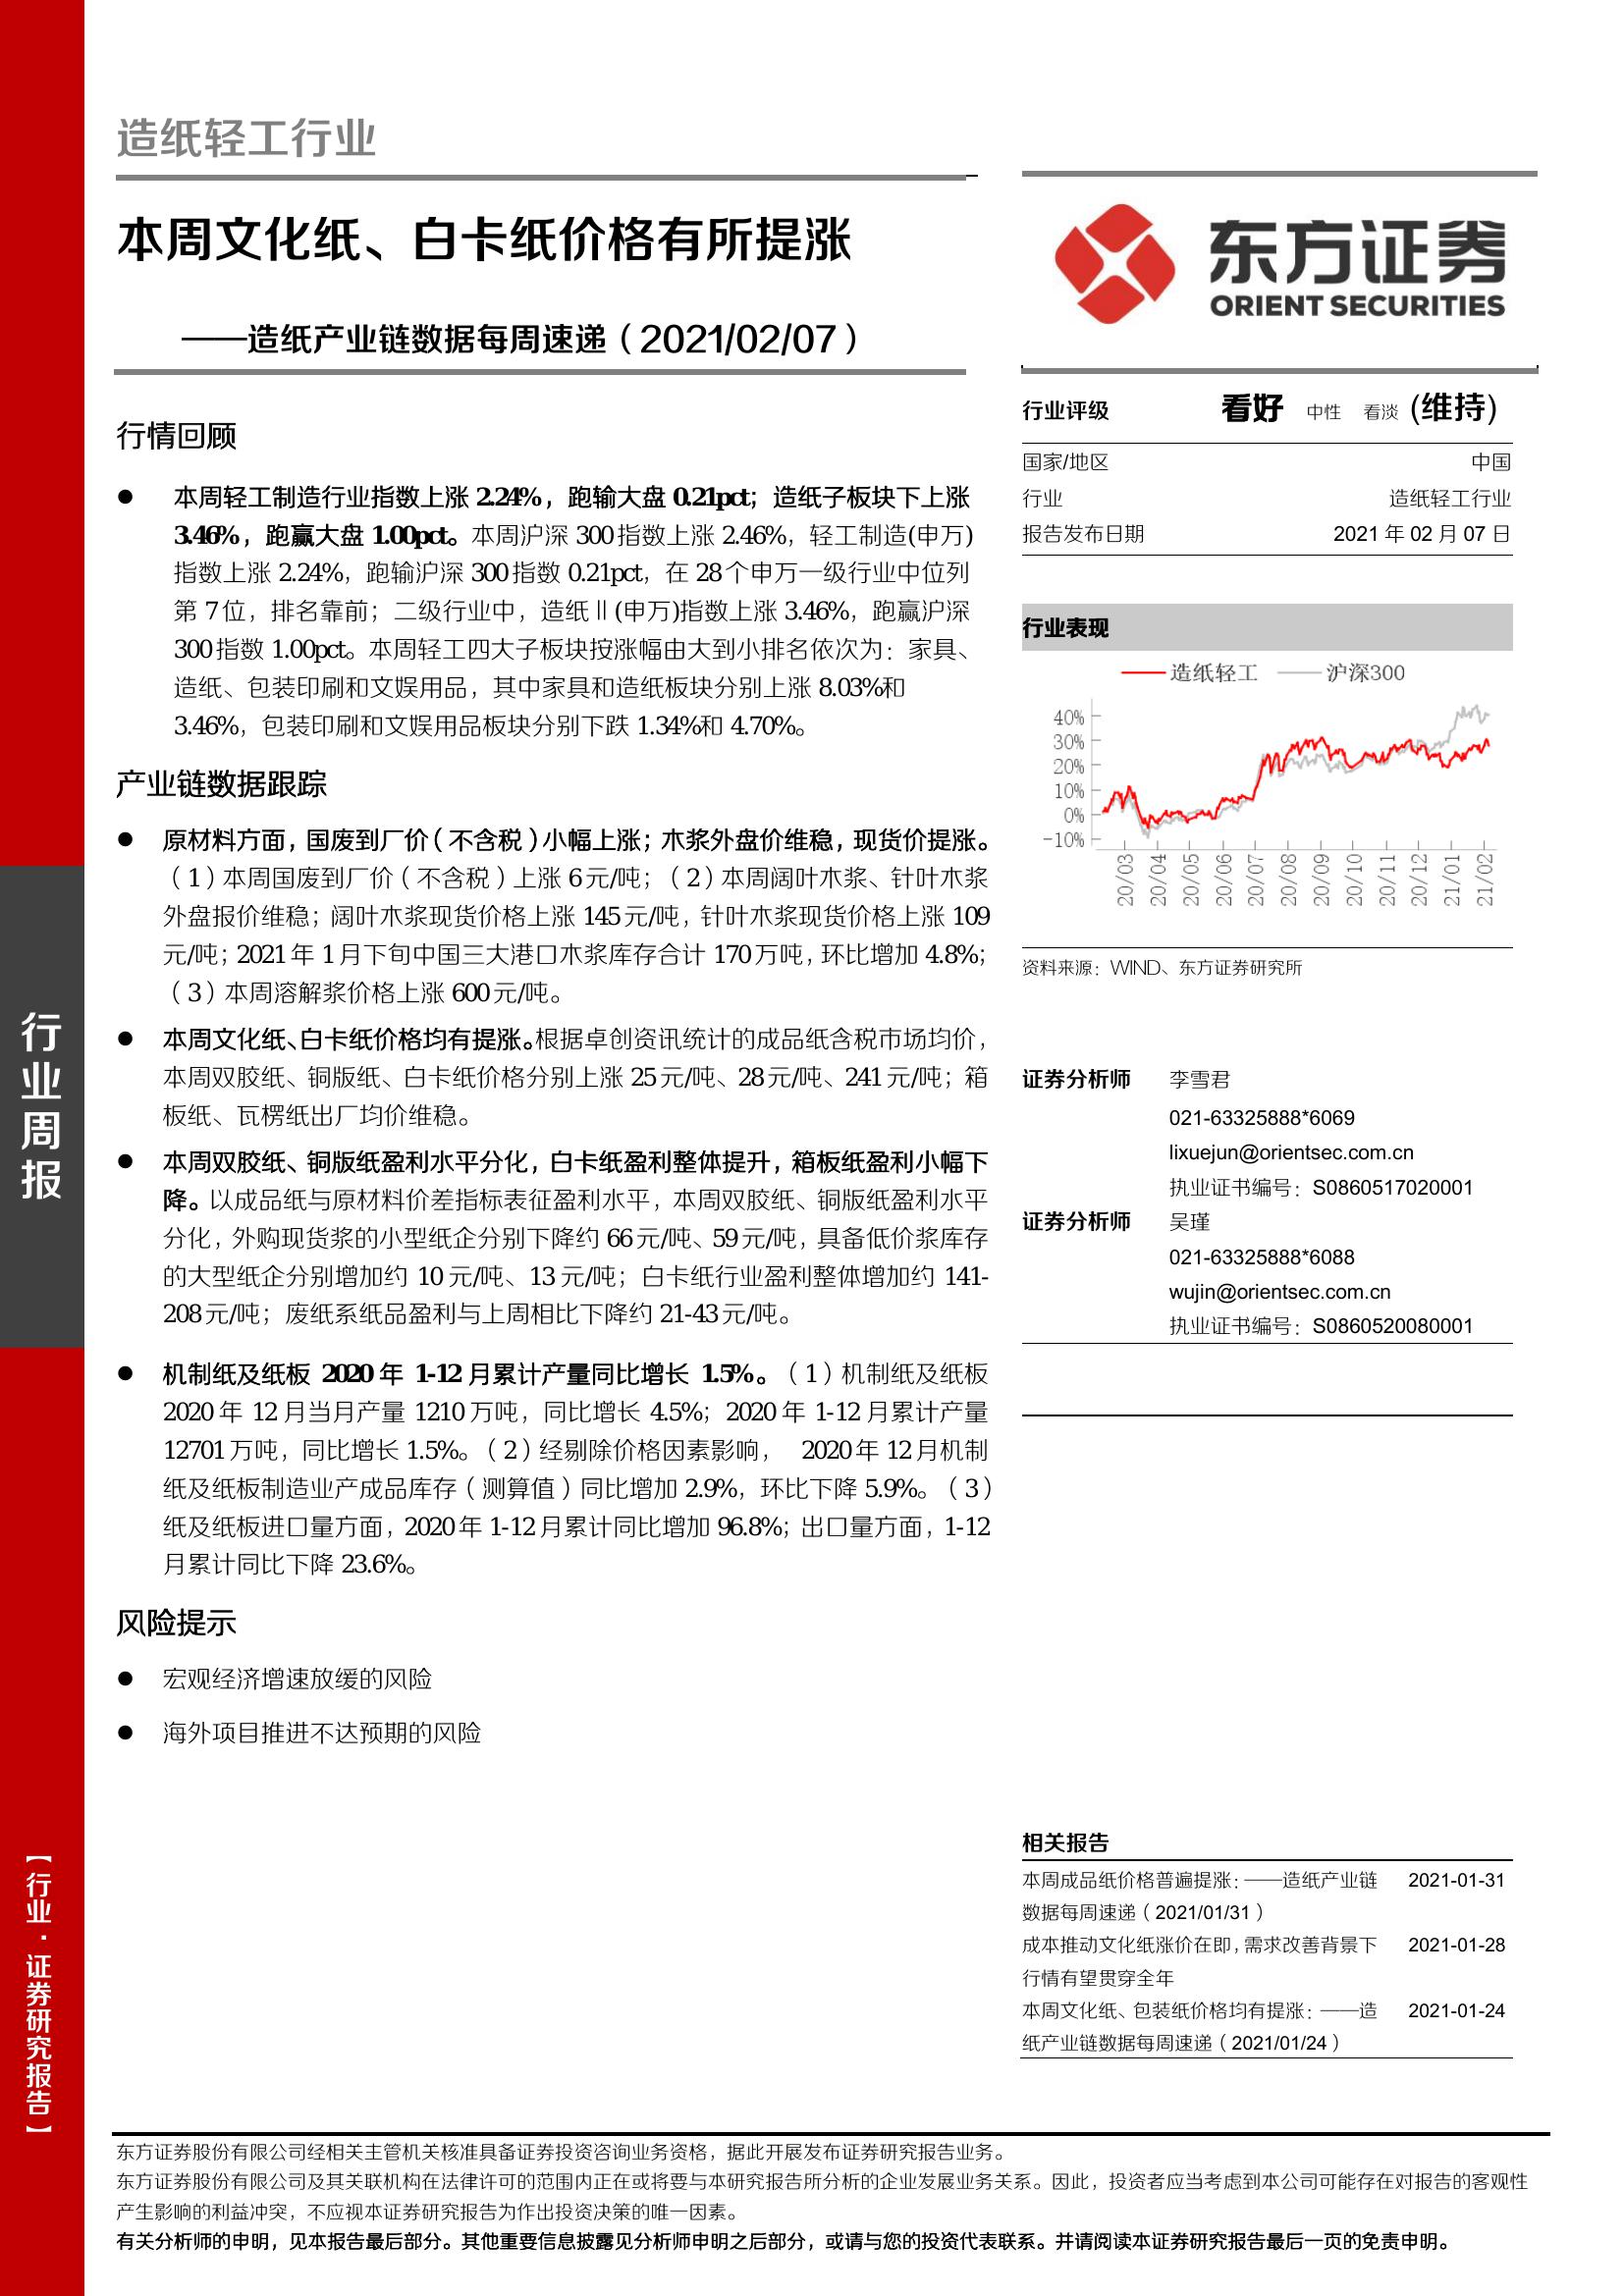 造纸轻工行业
本周文化纸、白卡纸价格有所提涨
——造纸产业链数据每周速递（2021/02/07）
行情回顾
● 本周轻工制造行业指数上涨 2.24%，跑输大盘 0.21pct；造纸子板块下上涨
3.46%，跑赢大盘 1.00pct。本周沪深 300 指数上涨 2.46%，轻工制造(申万)
指数上涨 2.24%，跑输沪深 300 指数 0.21pct，在 28 个申万一级行业中位列
第 7 位，排名靠前；二级行业中，造纸Ⅱ(申万)指数上涨 3.46%，跑赢沪深
300 指数 1.00pct。本周轻工四大子板块按涨幅由大到小排名依次为：家具、
造纸、包装印刷和文娱用品，其中家具和造纸板块分别上涨 8.03%和
3.46%，包装印刷和文娱用品板块分别下跌 1.34%和 4.70%。
产业链数据跟踪
● 原材料方面，国废到厂价（不含税）小幅上涨；木浆外盘价维稳，现货价提涨。
（1）本周国废到厂价（不含税）上涨 6 元/吨；（2）本周阔叶木浆、针叶木浆
外盘报价维稳；阔叶木浆现货价格上涨 145 元/吨，针叶木浆现货价格上涨 109
元/吨；2021 年 1 月下旬中国三大港口木浆库存合计 170 万吨，环比增加 4.8%；
（3）本周溶解浆价格上涨 600 元/吨。
● 本周文化纸、白卡纸价格均有提涨。根据卓创资讯统计的成品纸含税市场均价，
本周双胶纸、铜版纸、白卡纸价格分别上涨 25 元/吨、28 元/吨、241 元/吨；箱
板纸、瓦楞纸出厂均价维稳。
● 本周双胶纸、铜版纸盈利水平分化，白卡纸盈利整体提升，箱板纸盈利小幅下
降。以成品纸与原材料价差指标表征盈利水平，本周双胶纸、铜版纸盈利水平
分化，外购现货浆的小型纸企分别下降约 66 元/吨、59 元/吨，具备低价浆库存
的大型纸企分别增加约 10 元/吨、13 元/吨；白卡纸行业盈利整体增加约 141-
208 元/吨；废纸系纸品盈利与上周相比下降约 21-43 元/吨。
● 机制纸及纸板 2020 年 1-12 月累计产量同比增长 1.5%。（1）机制纸及纸板
2020 年 12 月当月产量 1210 万吨，同比增长 4.5%；2020 年 1-12 月累计产量
12701 万吨，同比增长 1.5%。（2）经剔除价格因素影响， 2020 年 12 月机制
纸及纸板制造业产成品库存（测算值）同比增加 2.9%，环比下降 5.9%。（3）
纸及纸板进口量方面，2020 年 1-12 月累计同比增加 96.8%；出口量方面，1-12
月累计同比下降 23.6%。
风险提示
● 宏观经济增速放缓的风险
● 海外项目推进不达预期的风险
东方证券
ORIENT SECURITIES
行业评级 看好 中性 看淡 (维持)
国家/地区 中国
行业 造纸轻工行业
报告发布日期 2021 年 02 月 07 日
行业表现
造纸轻工 沪深300
40%
30%
20%
10%
0%
-10%
20/03 20/04 20/05 20/06 20/07 20/08 20/09 20/10 20/11 20/12 21/01 21/02
资料来源：WIND、东方证券研究所
证券分析师 李雪君
021-63325888*6069
lixuejun@orientsec.com.cn
执业证书编号：S0860517020001
证券分析师 吴瑾
021-63325888*6088
wujin@orientsec.com.cn
执业证书编号：S0860520080001
相关报告
本周成品纸价格普遍提涨：——造纸产业链 2021-01-31
数据每周速递（2021/01/31）
成本推动文化纸涨价在即，需求改善背景下 2021-01-28
行情有望贯穿全年
本周文化纸、包装纸价格均有提涨：——造 2021-01-24
纸产业链数据每周速递（2021/01/24）
行业周报
【行业·证券研究报告】
东方证券股份有限公司经相关主管机关核准具备证券投资咨询业务资格，据此开展发布证券研究报告业务。
东方证券股份有限公司及其关联机构在法律许可的范围内正在或将要与本研究报告所分析的企业发展业务关系。因此，投资者应当考虑到本公司可能存在对报告的客观性
产生影响的利益冲突，不应视本证券研究报告为作出投资决策的唯一因素。
有关分析师的申明，见本报告最后部分。其他重要信息披露见分析师申明之后部分，或请与您的投资代表联系。并请阅读本证券研究报告最后一页的免责申明。